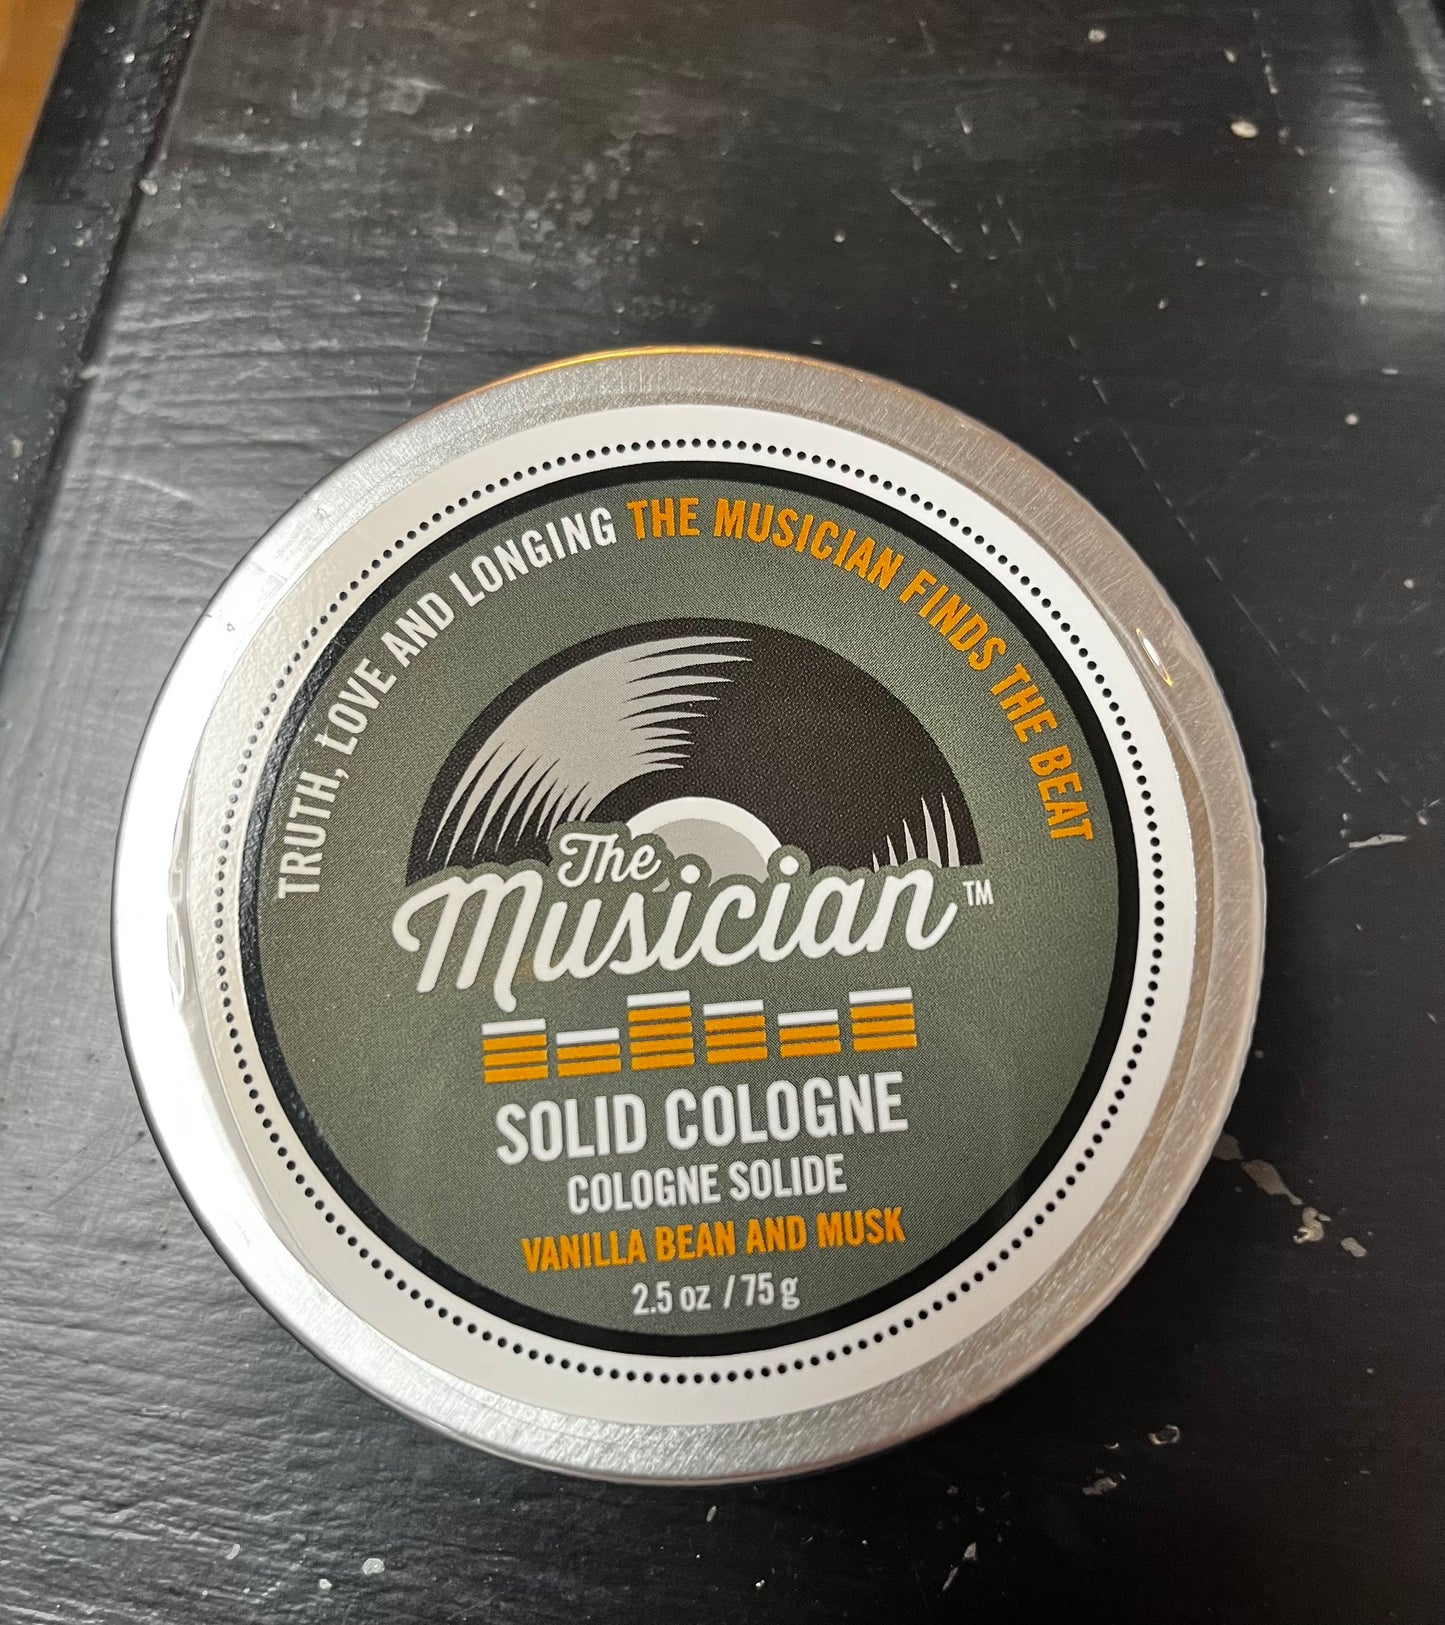 TRUTH, LOVE AND LONGING THE MUSICIAN FINDS THE BEAT
The
Musician™
SOLID COLOGNE
COLOGNE SOLIDE
VANILLA BEAN AND MUSK
2.5 oz / 75 g